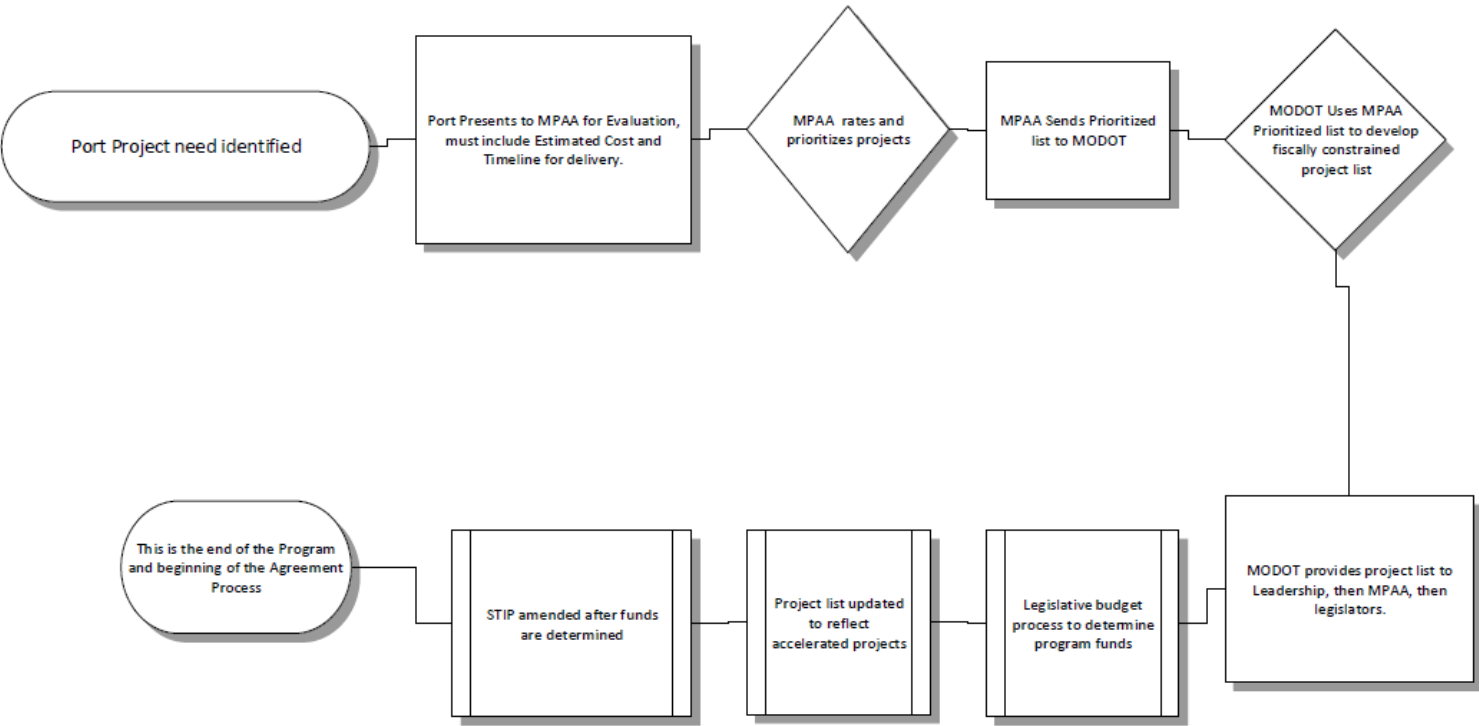 Port Project need identified
Port Presents to MPAA for Evaluation,
must include Estimated Cost and
Timeline for delivery.
MPAA rates and
prioritizes projects
MPAA Sends Prioritized
list to MODOT
MODOT Uses MPAA
Prioritized list to develop
fiscally constrained
project list
MODOT provides project list to
Leadership, then MPAA, then
legislators.
Legislative budget
process to determine
program funds
Project list updated
to reflect
accelerated projects
STIP amended after funds
are determined
This is the end of the Program
and beginning of the Agreement
Process